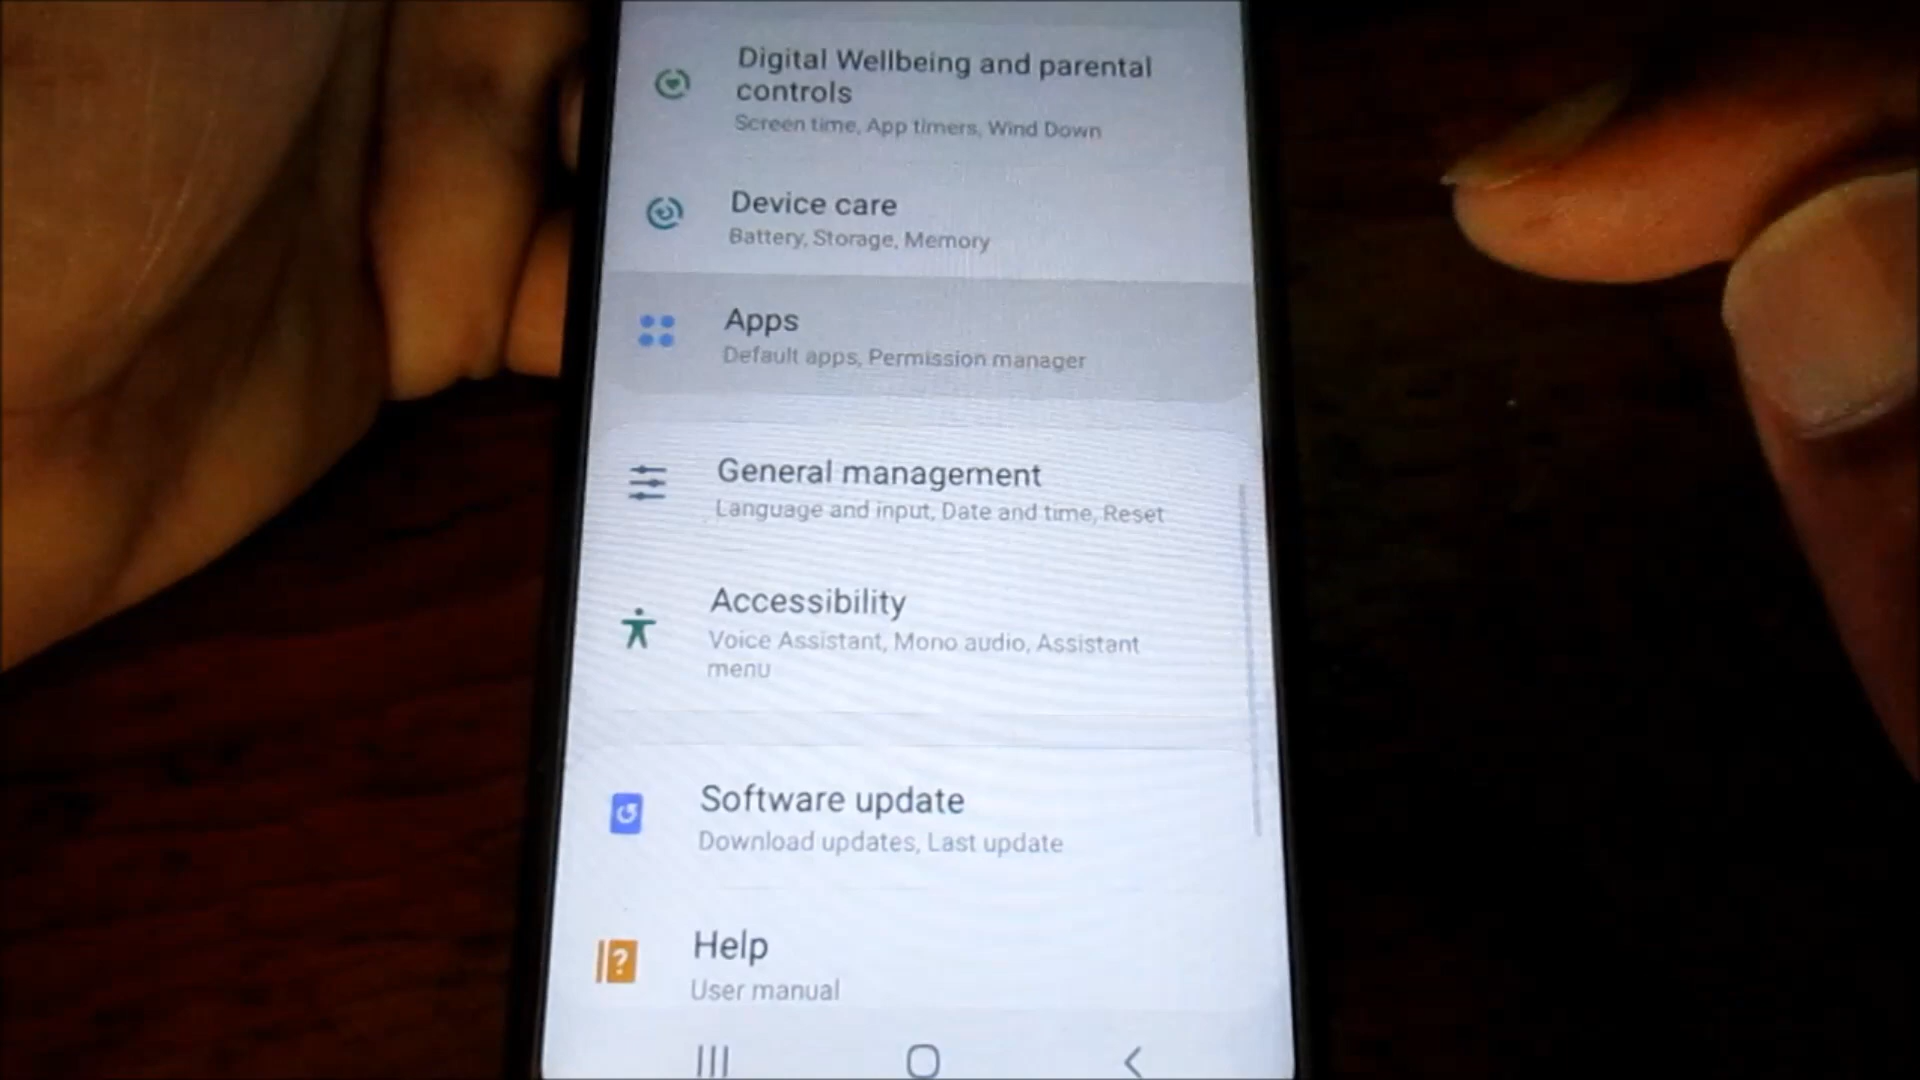 Digital Wellbeing and parental
controls
Screen time, App timers, Wind Down
Device care
Battery, Storage, Memory
Apps
Default apps, Permission manager
General management
Language and input, Date and time, Reset
Accessibility
Voice Assistant, Mono audio, Assistant
menu
Software update
Download updates, Last update
Help
User manual